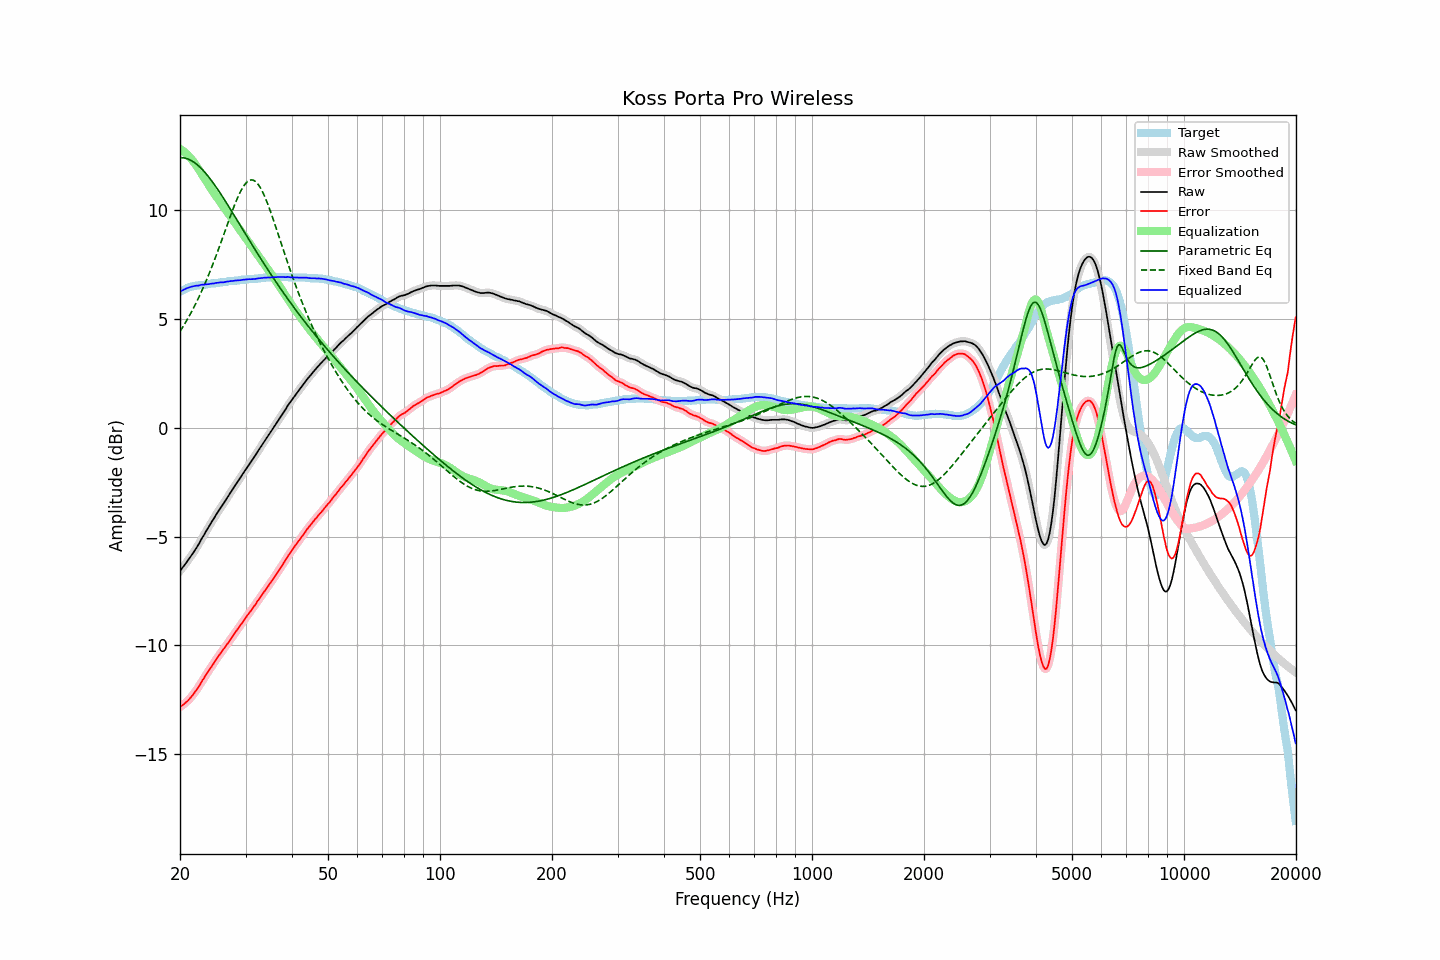 Koss Porta Pro Wireless
Target
Raw Smoothed
Error Smoothed
Raw
Error
Equalization
Parametric Eq
Fixed Band Eq
Equalized
Amplitude (dBr)
10
5
0
−5
−10
−15
20
50
100
200
500
1000
2000
5000
10000
20000
Frequency (Hz)